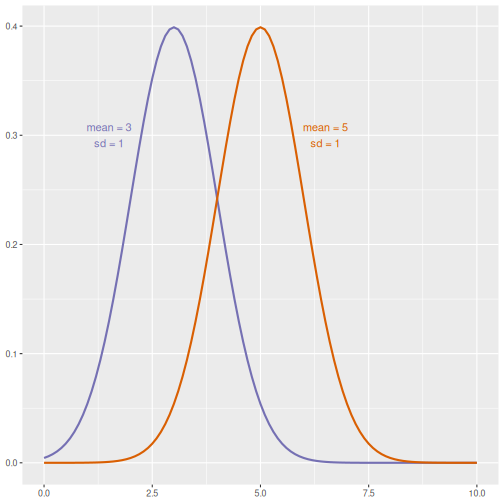 0.4
mean = 3
sd = 1
mean = 5
sd = 1
0.3
0.2
0.1
0.0
0.0 2.5 5.0 7.5 10.0